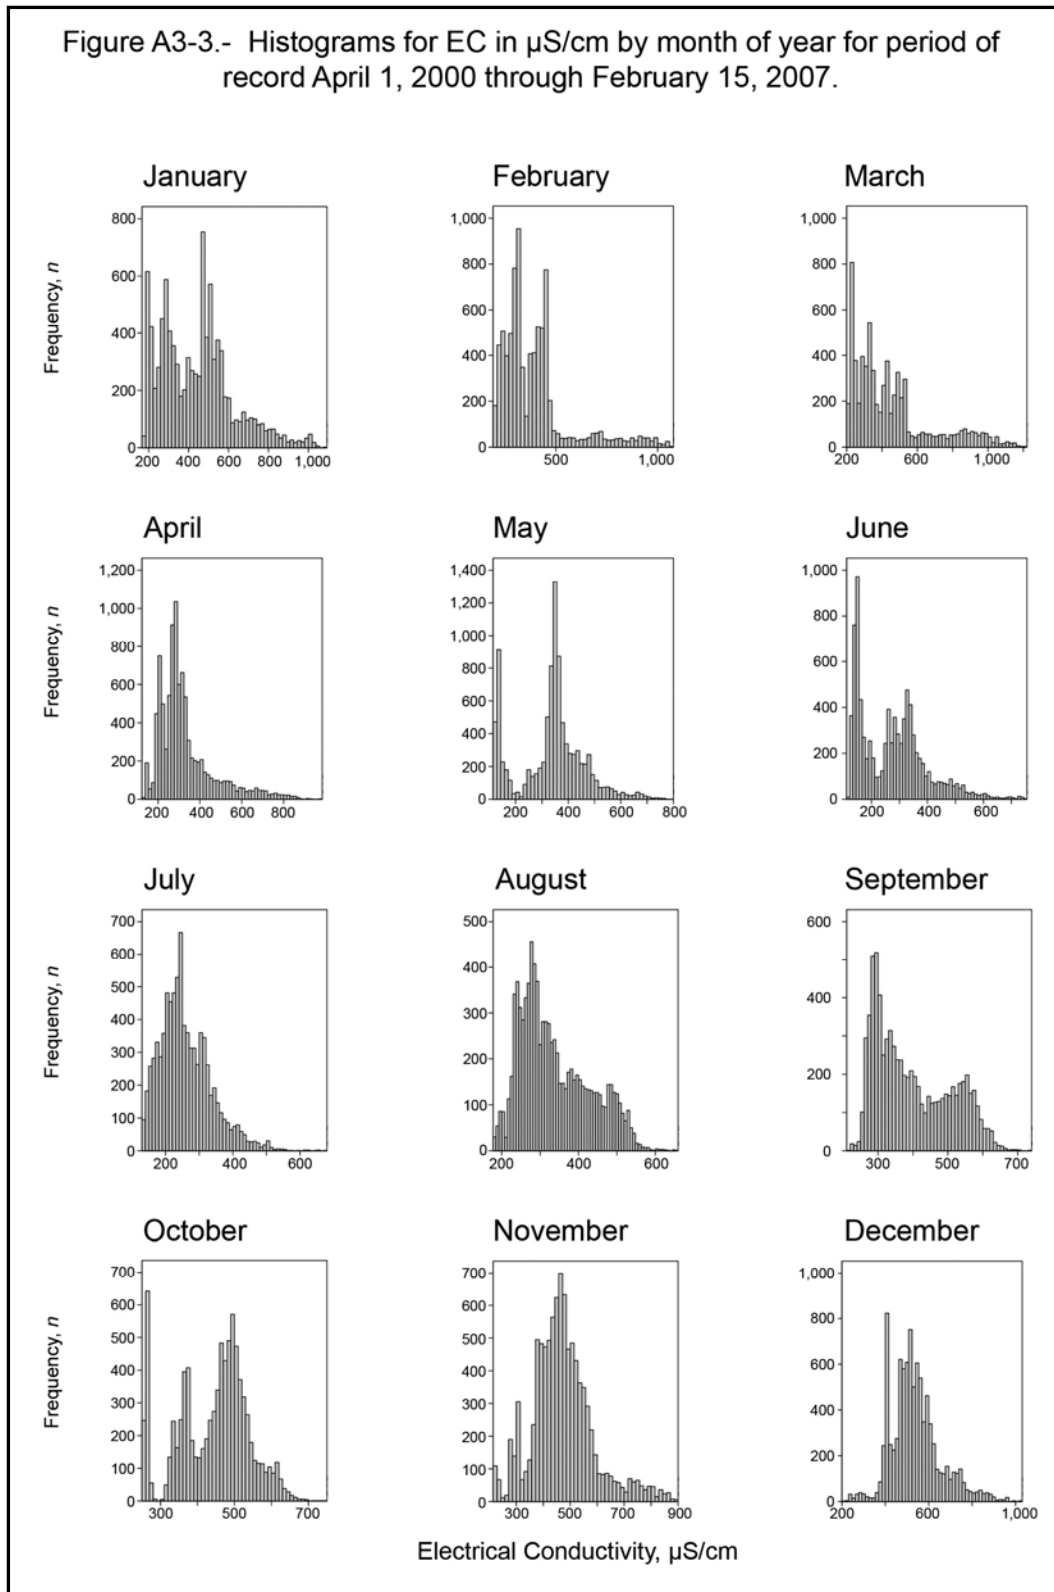 Figure A3-3.- Histograms for EC in µS/cm by month of year for period of
record April 1, 2000 through February 15, 2007.
January
February
March
Frequency, n
800
600
400
200
0
200 400 600 800 1,000
1,000
800
600
400
200
0
500 1,000
1,000
800
600
400
200
0
200 600 1,000
April
May
June
Frequency, n
1,200
1,000
800
600
400
200
0
200 400 600 800
1,400
1,200
1,000
800
600
400
200
0
200 400 600 800
1,000
800
600
400
200
0
200 400 600
July
August
September
Frequency, n
700
600
500
400
300
200
100
0
200 400 600
500
400
300
200
100
0
200 400 600
600
400
200
0
300 500 700
October
November
December
Frequency, n
700
600
500
400
300
200
100
0
300 500 700
700
600
500
400
300
200
100
0
300 500 700 900
1,000
800
600
400
200
0
200 600 1,000
Electrical Conductivity, µS/cm